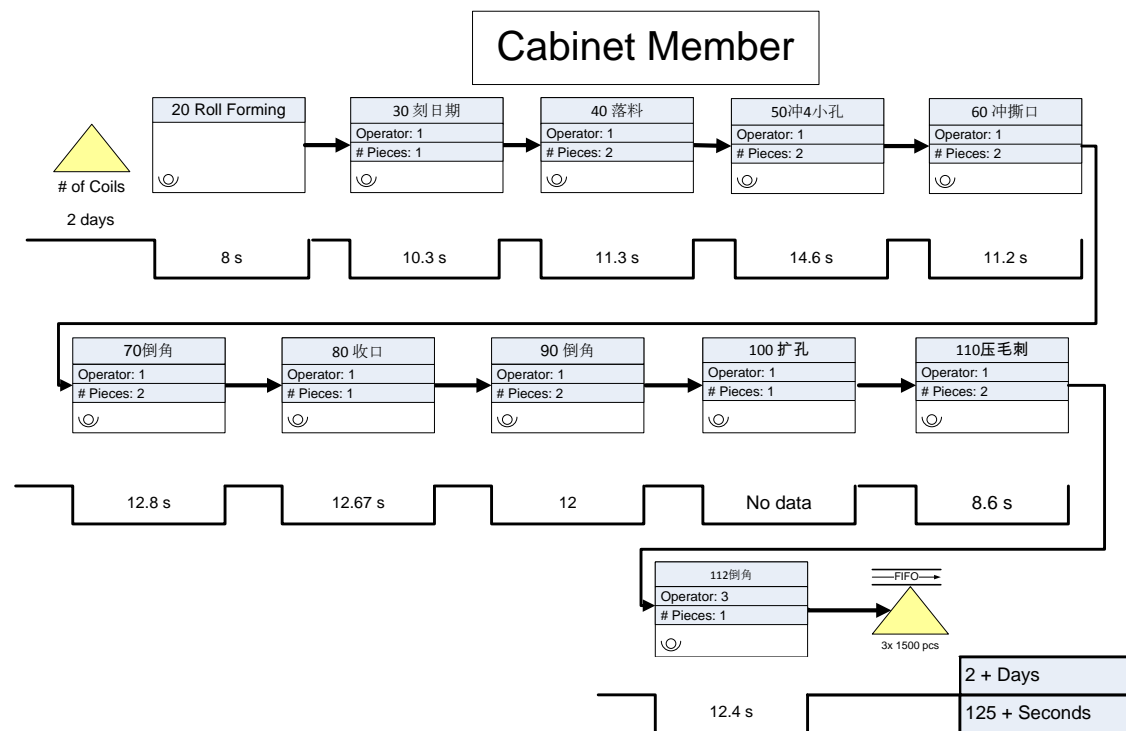 Cabinet Member
20 Roll Forming
30 刻日期
Operator: 1
# Pieces: 1
40 落料
Operator: 1
# Pieces: 2
50冲4小孔
Operator: 1
# Pieces: 2
60 冲撕口
Operator: 1
# Pieces: 2
# of Coils
2 days
8 s
10.3 s
11.3 s
14.6 s
11.2 s
70倒角
Operator: 1
# Pieces: 2
80 收口
Operator: 1
# Pieces: 1
90 倒角
Operator: 1
# Pieces: 2
100 扩孔
Operator: 1
# Pieces: 1
110压毛刺
Operator: 1
# Pieces: 2
12.8 s
12.67 s
12
No data
8.6 s
112倒角
Operator: 3
# Pieces: 1
FIFO
3x 1500 pcs
12.4 s
2 + Days
125 + Seconds